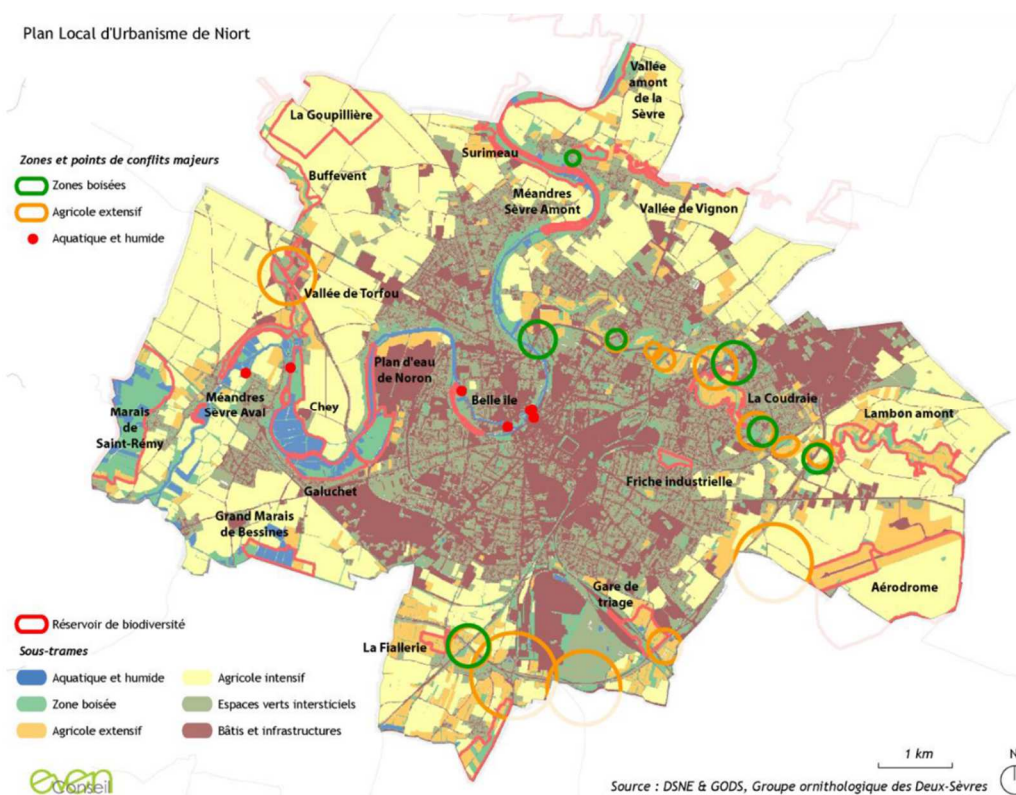 Plan Local d'Urbanisme de Niort
Zones et points de conflits majeurs
Zones boisées
Agricole extensif
Aquatique et humide
La Goupillière
Buffevent
Surimeau
Vallée
amont
de la
Sèvre
Méandres
Sèvre Amont
Vallée de Vignon
Vallée de Torfou
Plan d'eau
de Noron
Belle île
Marais
de
Saint-Rémy
Méandres
Sèvre Aval
Chey
La Coudraie
Lambon amont
Galuchet
Friche industrielle
Grand Marais
de Bessines
Gare de
triage
Aérodrome
La Fiallerie
Réservoir de biodiversité
Sous-trames
Aquatique et humide
Zone boisée
Agricole extensif
Agricole intensif
Espaces verts intersticiels
Bâtis et infrastructures
even
Conseil
1 km
N
Source : DSNE & GODS, Groupe ornithologique des Deux-Sèvres